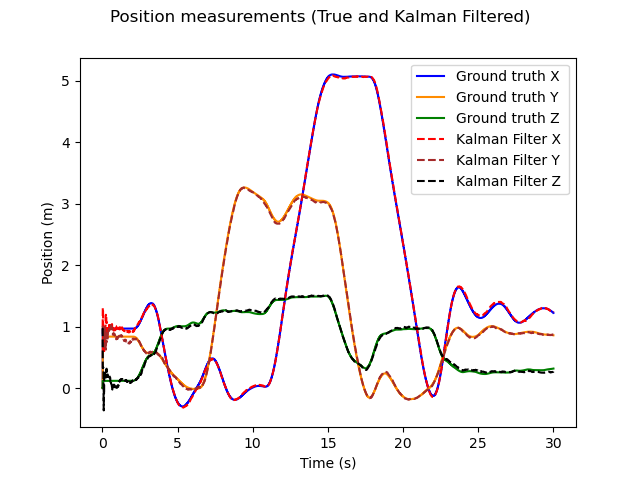 Position measurements (True and Kalman Filtered)
Ground truth X
Ground truth Y
Ground truth Z
Kalman Filter X
Kalman Filter Y
Kalman Filter Z
Position (m)
5
4
3
2
1
0
0 5 10 15 20 25 30
Time (s)